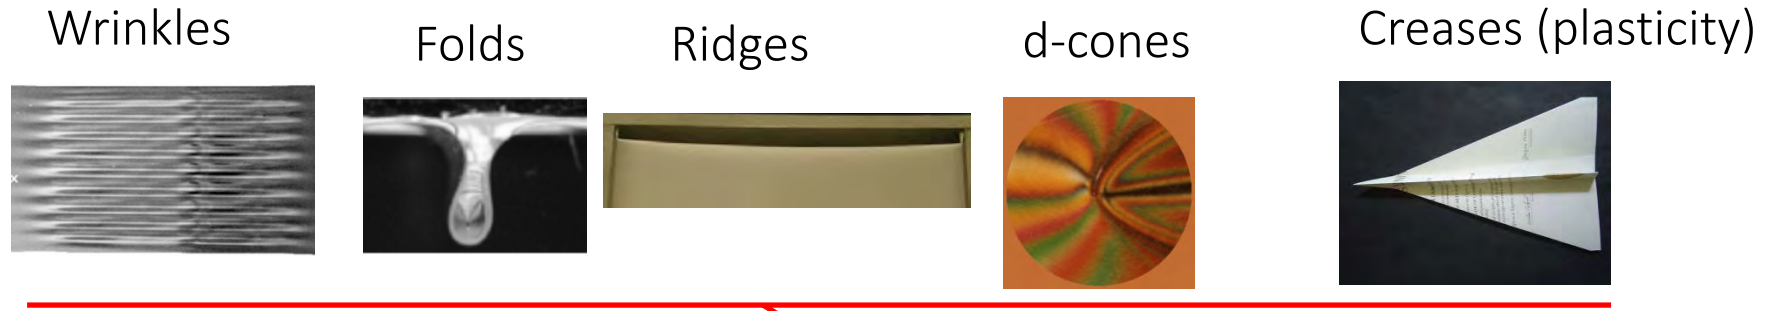 Wrinkles
Folds
Ridges
d-cones
Creases (plasticity)